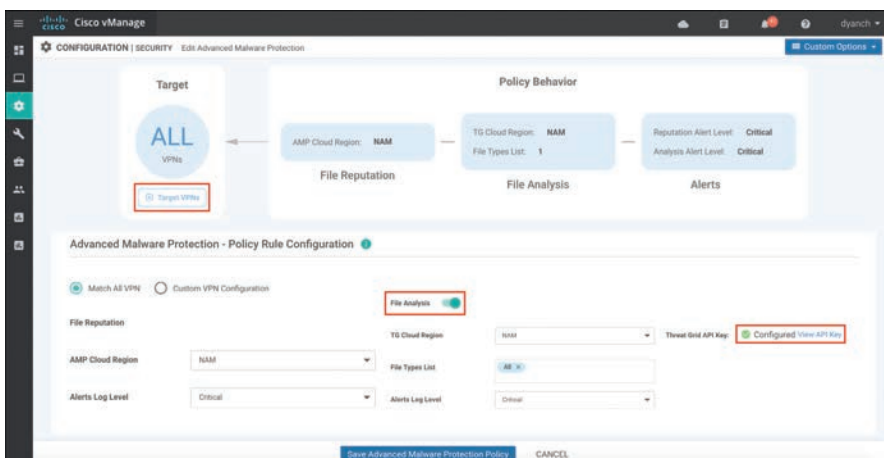 CISCO Cisco vManage dyanch
CONFIGURATION | SECURITY Edit Advanced Malware Protection Custom Options
Target
ALL
VPNs
Target VPNs
Policy Behavior
AMP Cloud Region: NAM
File Reputation
TG Cloud Region: NAM
File Types List: 1
File Analysis
Reputation Alert Level: Critical
Analysis Alert Level: Critical
Alerts
Advanced Malware Protection - Policy Rule Configuration
Match All VPN Custom VPN Configuration
File Reputation
AMP Cloud Region NAM
Alerts Log Level Critical
File Analysis
TG Cloud Region NAM Threat Grid API Key: Configured View API Key
File Types List All ×
Alerts Log Level Critical
Save Advanced Malware Protection Policy CANCEL